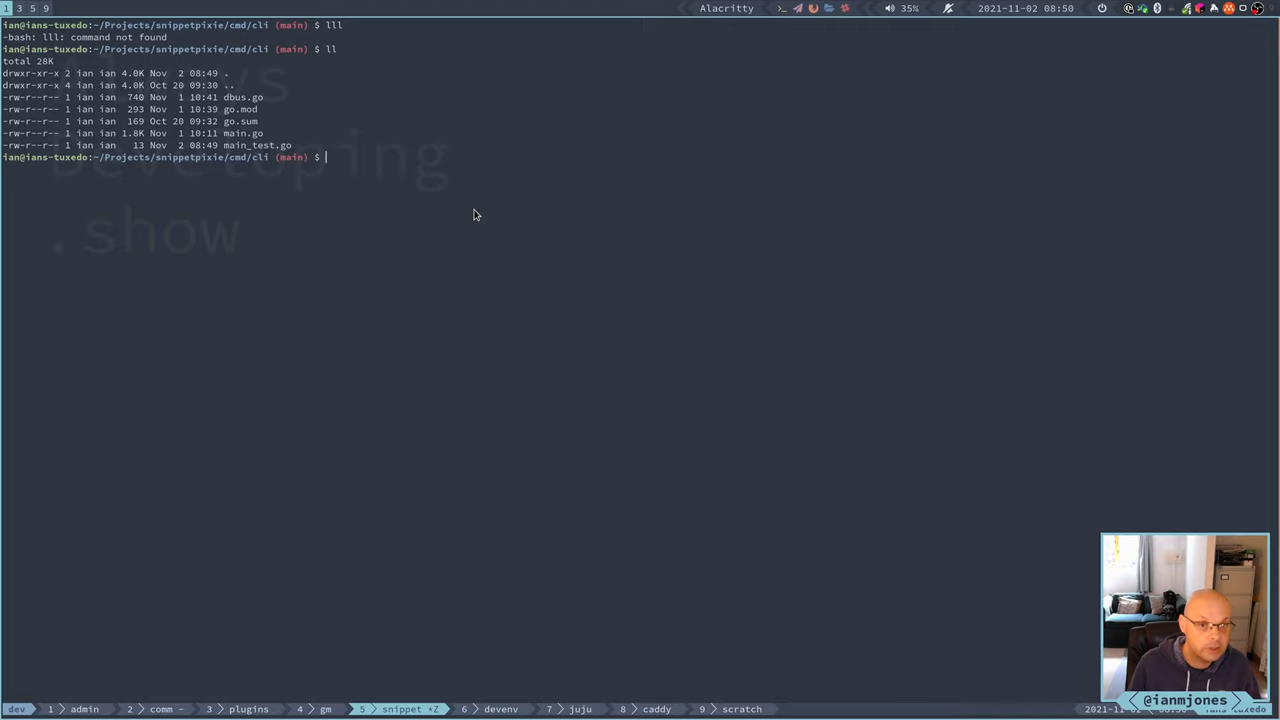 1 3 5 9
Alacritty
35%
2021-11-02 08:50
ian@ians-tuxedo:~/Projects/snippetpixie/cmd/cli (main) $ lll
-bash: lll: command not found
ian@ians-tuxedo:~/Projects/snippetpixie/cmd/cli (main) $ ll
total 28K
drwxr-xr-x 2 ian ian 4.0K Nov  2 08:49 .
drwxr-xr-x 4 ian ian 4.0K Oct 20 09:30 ..
-rw-r--r-- 1 ian ian  740 Nov  1 10:41 dbus.go
-rw-r--r-- 1 ian ian  293 Nov  1 10:39 go.mod
-rw-r--r-- 1 ian ian  169 Oct 20 09:32 go.sum
-rw-r--r-- 1 ian ian 1.8K Nov  1 10:11 main.go
-rw-r--r-- 1 ian ian   13 Nov  2 08:49 main_test.go
ian@ians-tuxedo:~/Projects/snippetpixie/cmd/cli (main) $
Developing
.show
@ianmjones
dev 1 admin 2 comm - 3 plugins 4 gm 5 snippet *Z 6 devenv 7 juju 8 caddy 9 scratch